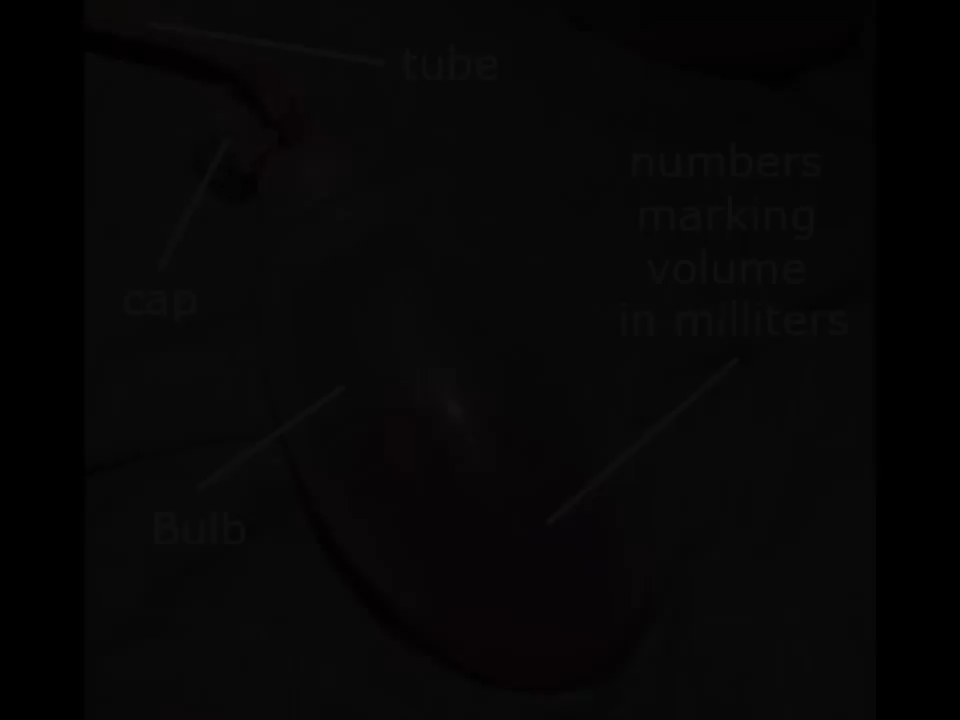 tube
numbers
marking
volume
in milliters
cap
Bulb